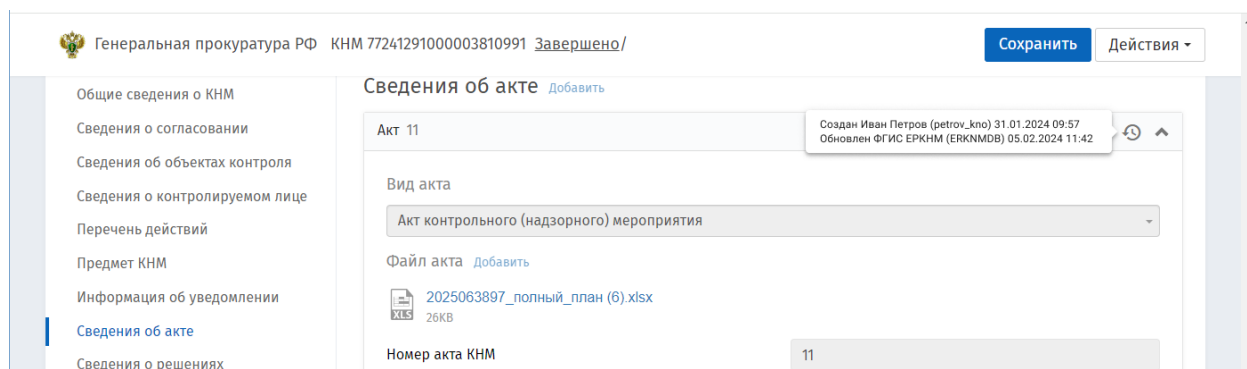 Генеральная прокуратура РФ КНМ 77241291000003810991 Завершено/
Сохранить
Действия
Общие сведения о КНМ
Сведения о согласовании
Сведения об объектах контроля
Сведения о контролируемом лице
Перечень действий
Предмет КНМ
Информация об уведомлении
Сведения об акте
Сведения о решениях
Сведения об акте Добавить
Акт 11
Создан Иван Петров (petrov_kno) 31.01.2024 09:57
Обновлен ФГИС ЕРКНМ (ERKNMDB) 05.02.2024 11:42
Вид акта
Акт контрольного (надзорного) мероприятия
Файл акта Добавить
XLS
2025063897_полный_план (6).xlsx
26KB
Номер акта КНМ
11